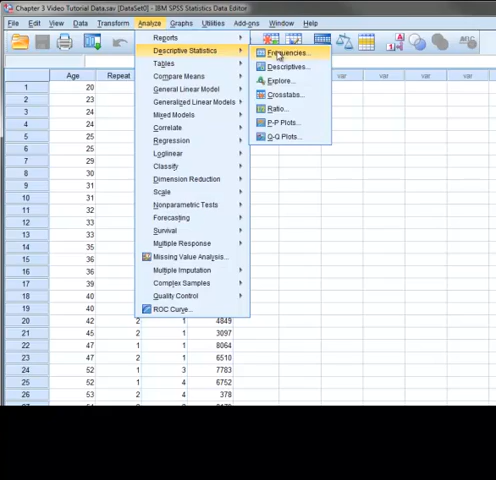 Chapter 3 Video Tutorial Data.sav [DataSet0] - IBM SPSS Statistics Data Editor
File Edit View Data Transform Analyze Graphs Utilities Add-ons Window Help
Reports
Descriptive Statistics
Tables
Compare Means
General Linear Model
Generalized Linear Models
Mixed Models
Correlate
Regression
Loglinear
Classify
Dimension Reduction
Scale
Nonparametric Tests
Forecasting
Survival
Multiple Response
Missing Value Analysis...
Multiple Imputation
Complex Samples
Quality Control
ROC Curve...
Frequencies...
Descriptives...
Explore...
Crosstabs...
Ratio...
P-P Plots...
Q-Q Plots...
Age Repeat var var var var
1 20
2 23
3 24
4 24
5 25
6 25
7 29
8 30
9 31
10 31
11 32
12 33
13 33
14 35
15 36
16 37
17 39
18 40
19 40
20 42 2 1 4849
21 47 2 1 3097
22 47 1 1 8064
23 47 2 1 6510
24 52 1 3 7783
25 52 1 4 6752
26 53 2 4 378